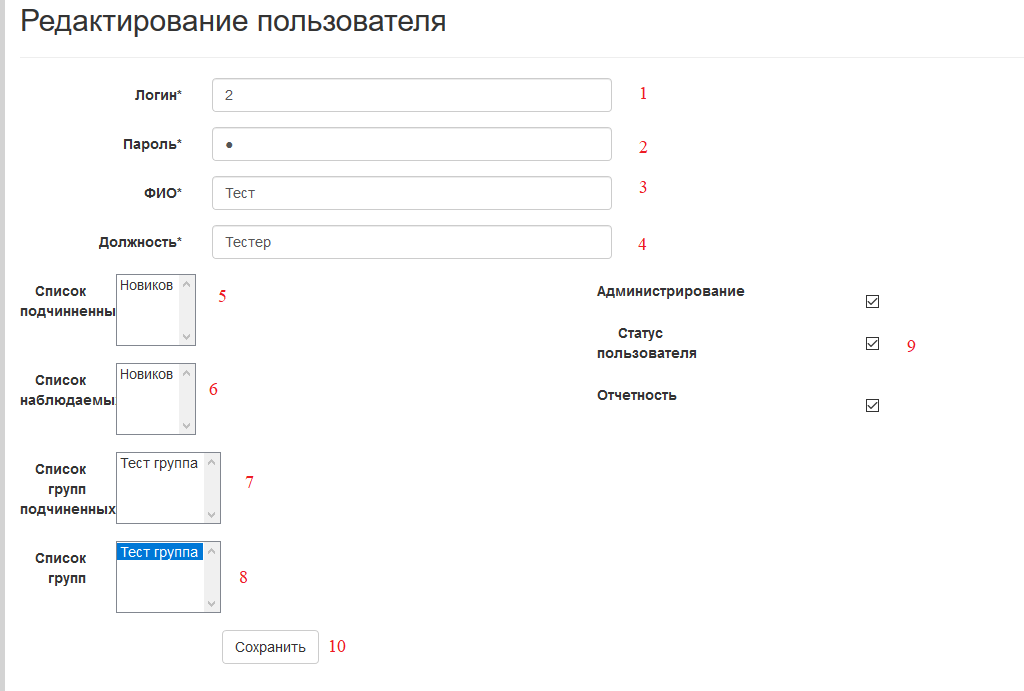 Редактирование пользователя
Логин* 2 1
Пароль* ● 2
ФИО* Тест 3
Должность* Тестер 4
Список Новиков 5
подчинненны
Администрирование
Статус
пользователя 9
Список Новиков 6
наблюдаемы
Отчетность
Список Тест группа 7
групп
подчиненных
Список Тест группа 8
групп
Сохранить 10